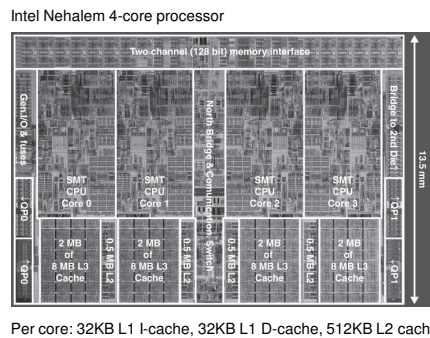 Intel Nehalem 4-core processor
Two channel (128 bit) memory interface
Gen.I/O & fuses
SMT
CPU
Core 0
SMT
CPU
Core 1
North Bridge & Comunication Switch
SMT
CPU
Core 2
SMT
CPU
Core 3
Bridge to 2nd Die?
13.5 mm
↓QP0
↑QP0
2 MB
of
8 MB L3
Cache
0.5 MB L2
2 MB
of
8 MB L3
Cache
0.5 MB L2
0.5 MB L2
2 MB
of
8 MB L3
Cache
0.5 MB L2
2 MB
of
8 MB L3
Cache
↑QP1
↓QP1
Per core: 32KB L1 I-cache, 32KB L1 D-cache, 512KB L2 cach